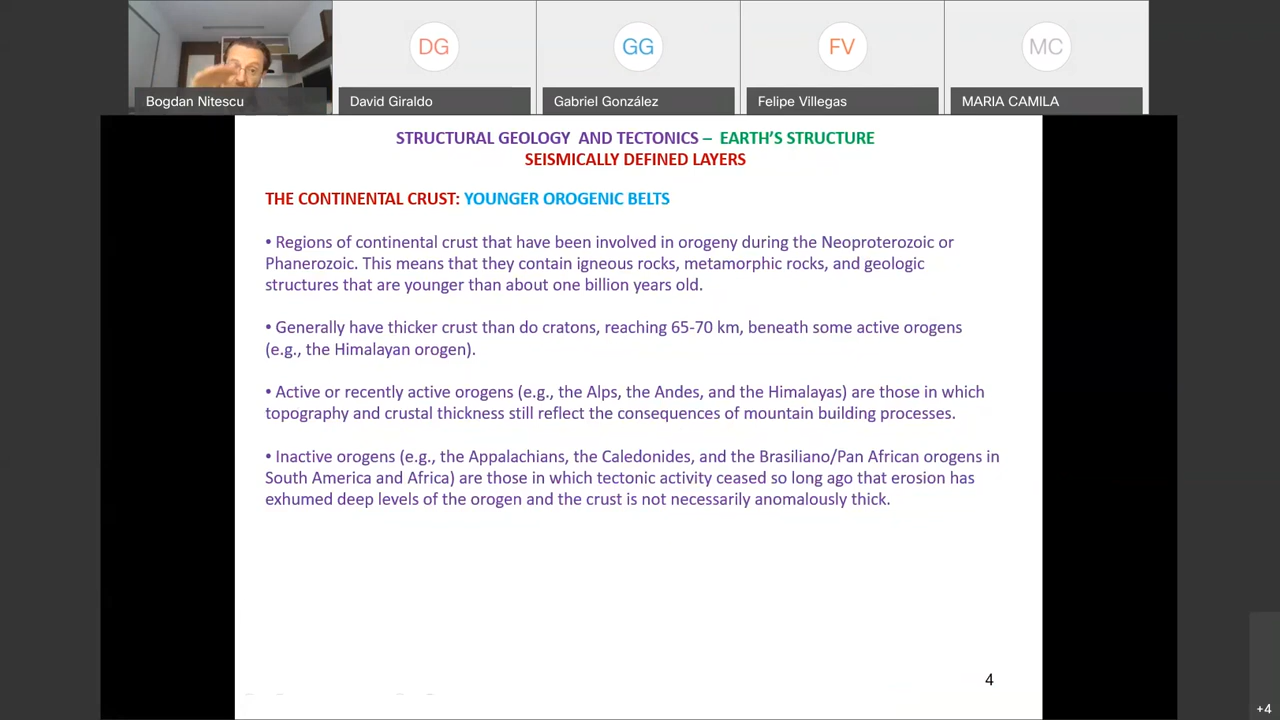 DG
GG
FV
MC
Bogdan Nitescu
David Giraldo
Gabriel González
Felipe Villegas
MARIA CAMILA
STRUCTURAL GEOLOGY AND TECTONICS – EARTH'S STRUCTURE
SEISMICALLY DEFINED LAYERS
THE CONTINENTAL CRUST: YOUNGER OROGENIC BELTS
• Regions of continental crust that have been involved in orogeny during the Neoproterozoic or
Phanerozoic. This means that they contain igneous rocks, metamorphic rocks, and geologic
structures that are younger than about one billion years old.
• Generally have thicker crust than do cratons, reaching 65-70 km, beneath some active orogens
(e.g., the Himalayan orogen).
• Active or recently active orogens (e.g., the Alps, the Andes, and the Himalayas) are those in which
topography and crustal thickness still reflect the consequences of mountain building processes.
• Inactive orogens (e.g., the Appalachians, the Caledonides, and the Brasiliano/Pan African orogens in
South America and Africa) are those in which tectonic activity ceased so long ago that erosion has
exhumed deep levels of the orogen and the crust is not necessarily anomalously thick.
4
+4